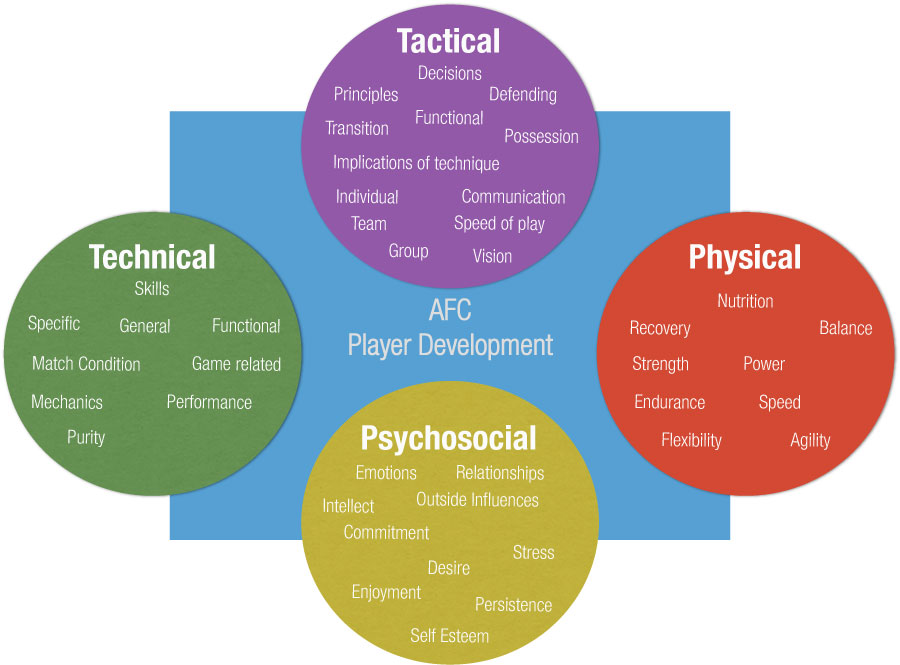 Tactical
Decisions
Principles
Defending
Functional
Transition
Possession
Implications of technique
Individual
Communication
Team
Speed of play
Group
Vision
Technical
Skills
Specific
General
Functional
Match Condition
Game related
Mechanics
Performance
Purity
AFC
Player Development
Physical
Nutrition
Recovery
Balance
Strength
Power
Endurance
Speed
Flexibility
Agility
Psychosocial
Emotions
Relationships
Intellect
Outside Influences
Commitment
Stress
Desire
Enjoyment
Persistence
Self Esteem